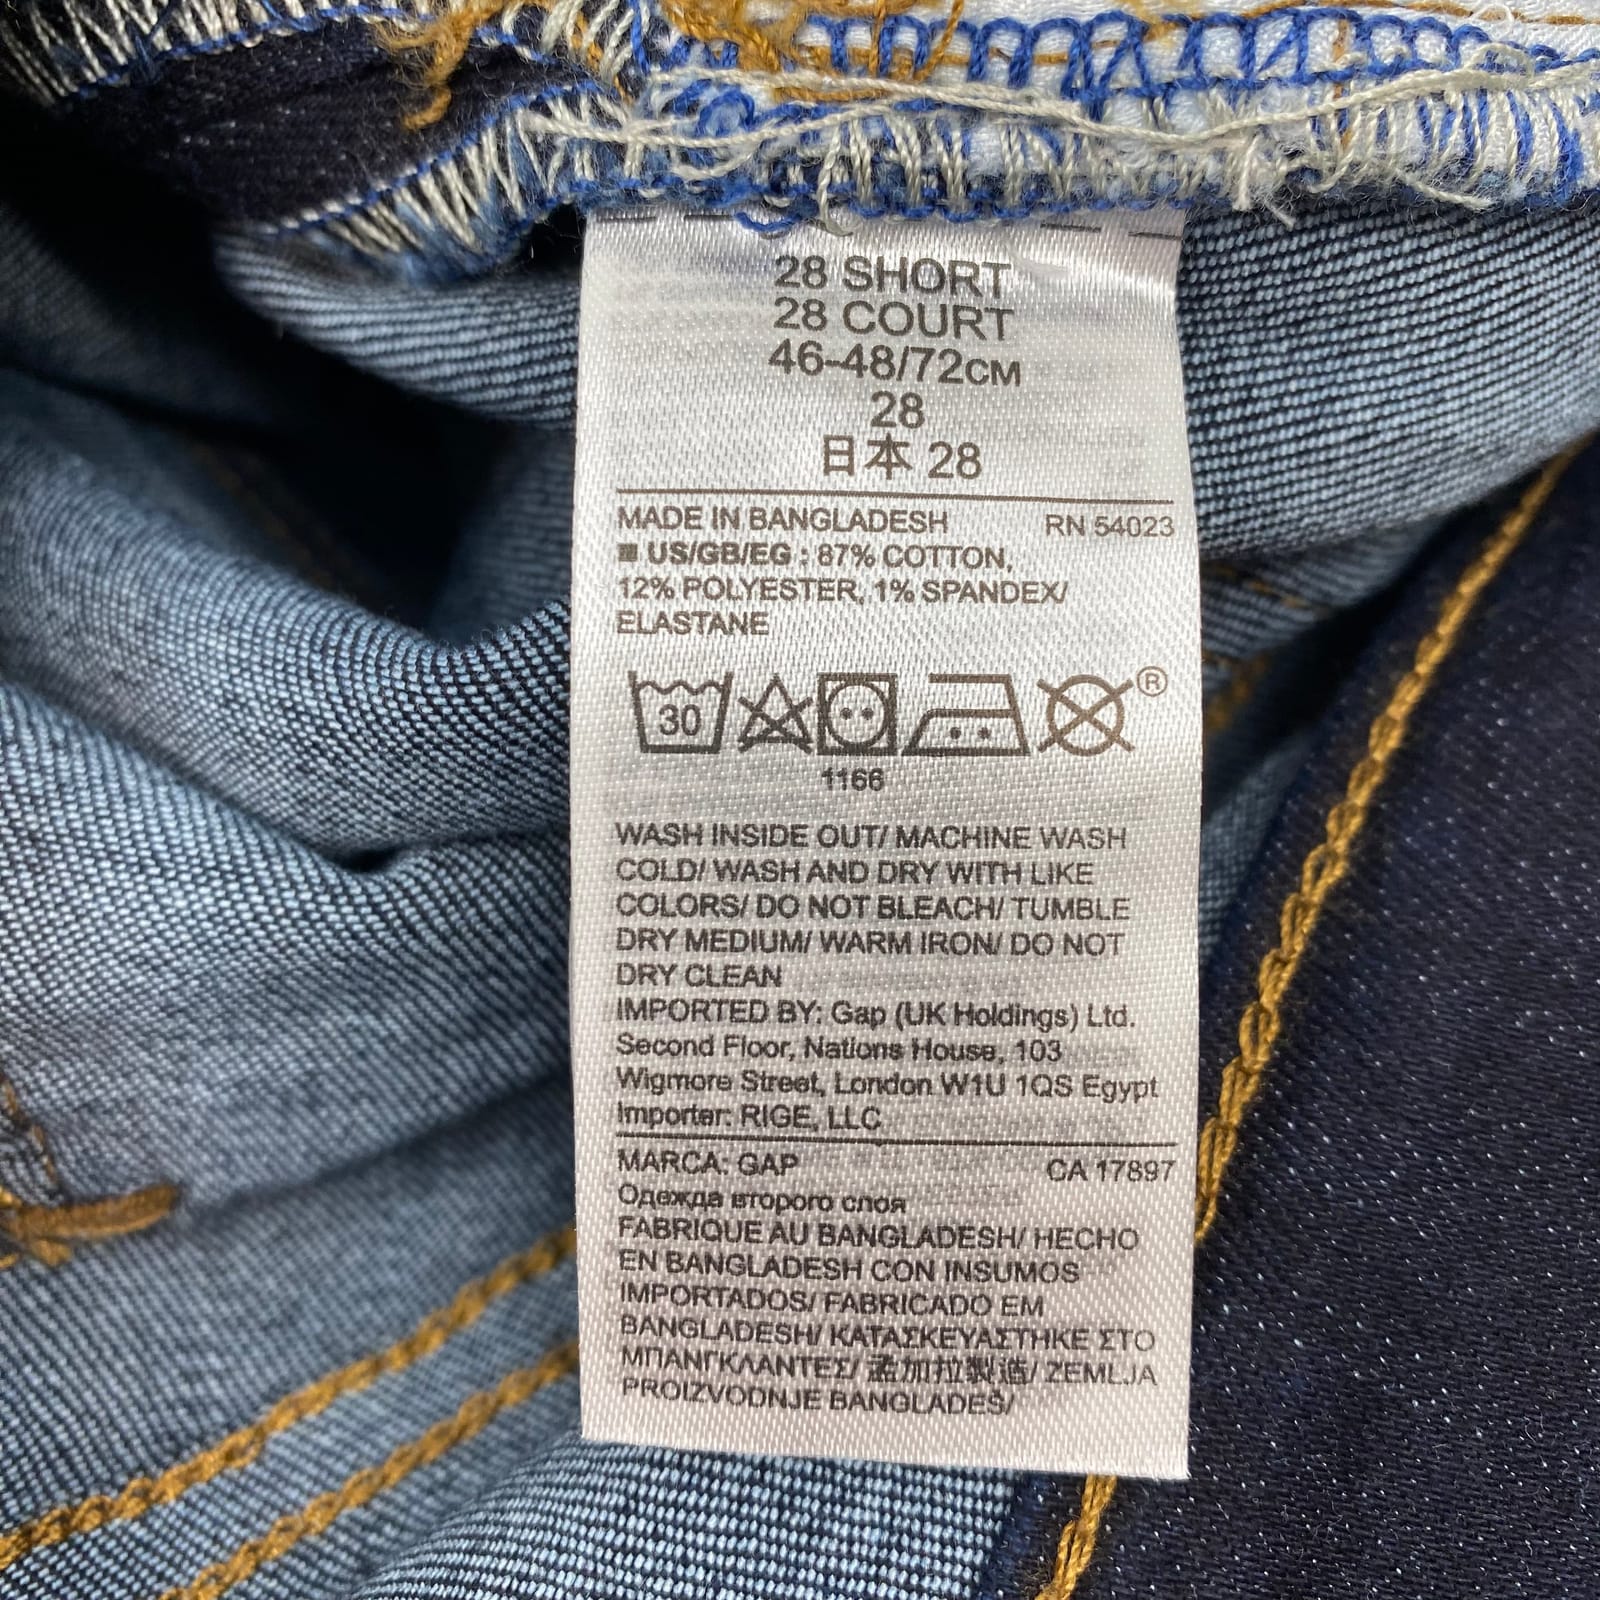 28 SHORT
28 COURT
46-48/72CM
28
日本 28
MADE IN BANGLADESH RN 54023
■ US/GB/EG : 87% COTTON,
12% POLYESTER, 1% SPANDEX/
ELASTANE
30
®
1166
WASH INSIDE OUT/ MACHINE WASH
COLD/ WASH AND DRY WITH LIKE
COLORS/ DO NOT BLEACH/ TUMBLE
DRY MEDIUM/ WARM IRON/ DO NOT
DRY CLEAN
IMPORTED BY: Gap (UK Holdings) Ltd.
Second Floor, Nations House, 103
Wigmore Street, London W1U 1QS Egypt
Importer: RIGE, LLC
MARCA: GAP CA 17897
Одежда второго слоя
FABRIQUE AU BANGLADESH/ HECHO
EN BANGLADESH CON INSUMOS
IMPORTADOS/ FABRICADO EM
BANGLADESH/ ΚΑΤΑΣΚΕΥΑΣΤΗΚΕ ΣΤΟ
ΜΠΑΝΓΚΛΑΝΤΕΣ/ 孟加拉製造/ ZEMLJA
PROIZVODNJE BANGLADEŠ/